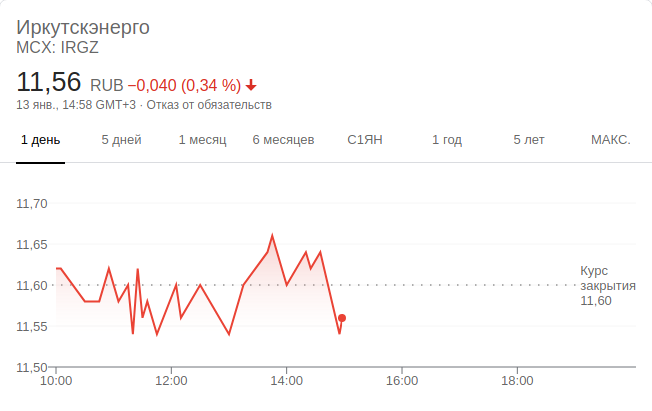 Иркутскэнерго
MCX: IRGZ
11,56 RUB −0,040 (0,34 %)
13 янв., 14:58 GMT+3 · Отказ от обязательств
1 день 5 дней 1 месяц 6 месяцев С1ЯН 1 год 5 лет МАКС.
11,70
11,65
11,60
11,55
11,50
Курс
закрытия
11,60
10:00 12:00 14:00 16:00 18:00